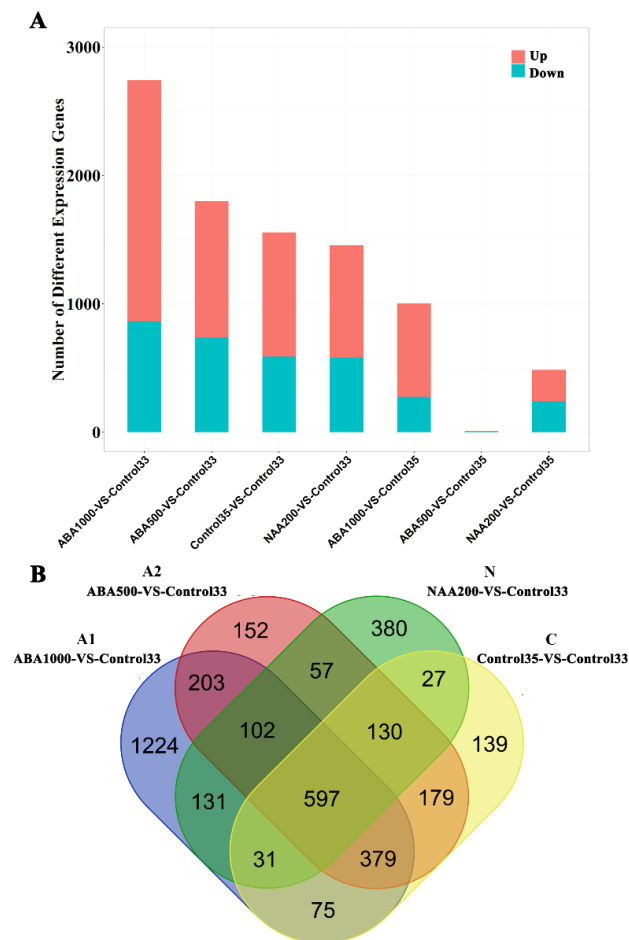 A
Number of Different Expression Genes
3000
2000
1000
0
Up
Down
ABA1000-VS-Control33
ABA500-VS-Control33
Control35-VS-Control33
NAA200-VS-Control33
ABA1000-VS-Control35
ABA500-VS-Control35
NAA200-VS-Control35
B
A2
ABA500-VS-Control33
N
NAA200-VS-Control33
A1
ABA1000-VS-Control33
C
Control35-VS-Control33
152
380
203
57
27
1224
102
130
139
131
597
179
31
379
75